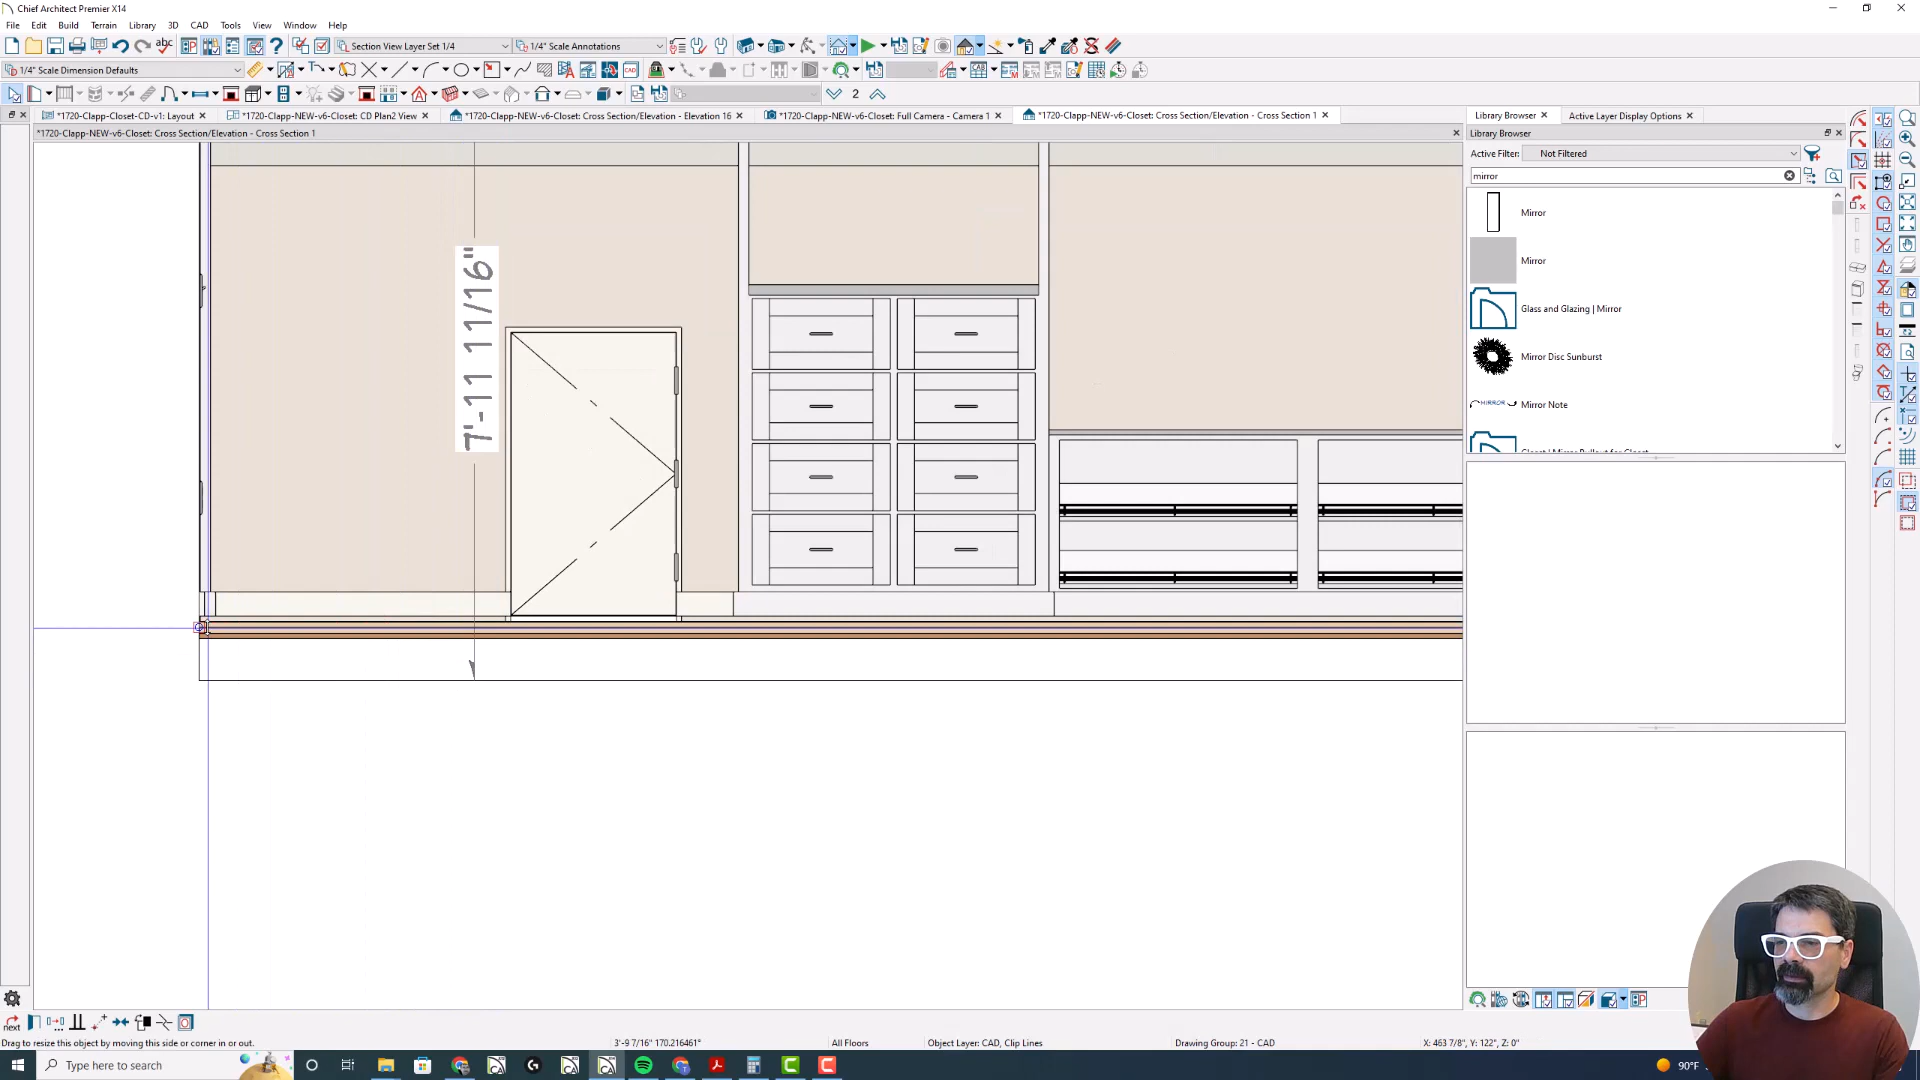 Chief Architect Premier X14
File Edit Build Terrain Library 3D CAD Tools View Window Help
abc Section View Layer Set 1/4 1/4" Scale Annotations
1/4" Scale Dimension Defaults CAD CAB
2
*1720-Clapp-Closet-CD-v1: Layout *1720-Clapp-NEW-v6-Closet: CD Plan2 View *1720-Clapp-NEW-v6-Closet: Cross Section/Elevation - Elevation 16 *1720-Clapp-NEW-v6-Closet: Full Camera - Camera 1 *1720-Clapp-NEW-v6-Closet: Cross Section/Elevation - Cross Section 1
*1720-Clapp-NEW-v6-Closet: Cross Section/Elevation - Cross Section 1
7'-11 11/16"
Library Browser Active Layer Display Options
Library Browser
Active Filter: Not Filtered
mirror
Mirror
Mirror
Glass and Glazing | Mirror
Mirror Disc Sunburst
MIRROR Mirror Note
next
Drag to resize this object by moving this side or corner in or out. 3'-9 7/16" 170.216461° All Floors Object Layer: CAD, Clip Lines Drawing Group: 21 - CAD X: 463 7/8", Y: 122", Z: 0"
Type here to search 90°F